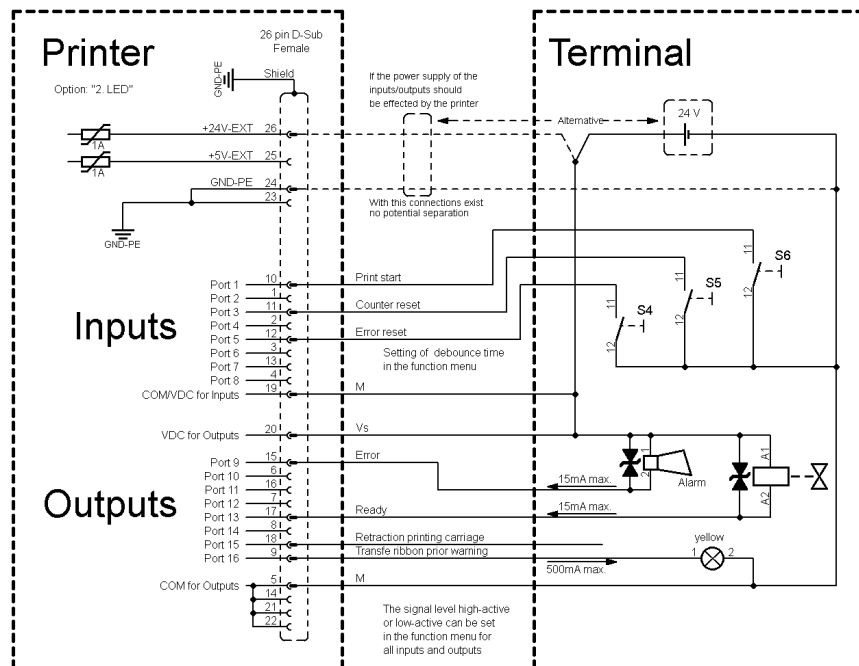 Printer
Option: "2. LED"
26 pin D-Sub
Female
GND-PE
Shield
Terminal
If the power supply of the
inputs/outputs should
be effected by the printer
Alternative
24 V
1A
+24V-EXT
26
1A
+5V-EXT
25
GND-PE
24
23
GND-PE
With this connections exist
no potential separation
Inputs
Port 1
10
Print start
Port 2
1
Port 3
11
Counter reset
Port 4
2
Port 5
12
Error reset
Port 6
3
Port 7
13
Port 8
4
COM/VDC for Inputs
19
M
Setting of debounce time
in the function menu
11
12
S4
11
12
S5
11
12
S6
Outputs
VDC for Outputs
20
Vs
Port 9
15
Error
Port 10
6
Port 11
16
Port 12
7
Port 13
17
Ready
Port 14
8
Port 15
18
Retraction printing carriage
Port 16
9
Transfe ribbon prior warning
COM for Outputs
5
M
14
21
22
15mA max.
2
1
Alarm
15mA max.
A1
A2
500mA max.
yellow
1
2
The signal level high-active
or low-active can be set
in the function menu for
all inputs and outputs